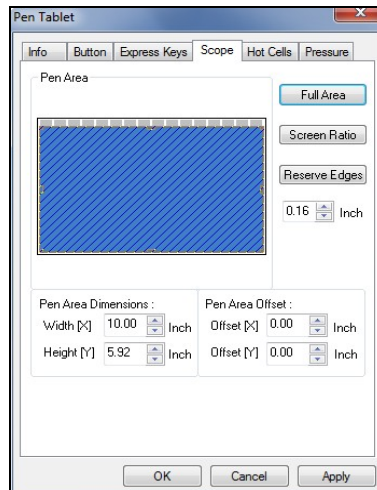 Pen Tablet
Info Button Express Keys Scope Hot Cells Pressure
Pen Area
Full Area
Screen Ratio
Reserve Edges
0.16 Inch
Pen Area Dimensions :
Width [X] 10.00 Inch
Height [Y] 5.92 Inch
Pen Area Offset :
Offset [X] 0.00 Inch
Offset [Y] 0.00 Inch
OK Cancel Apply